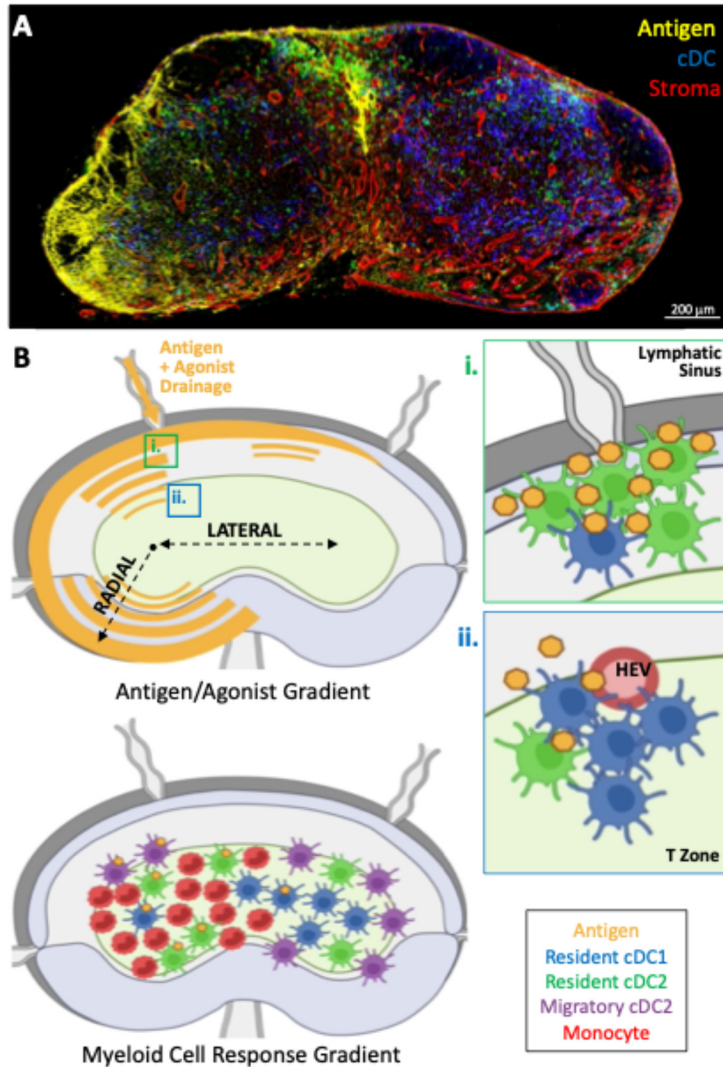 A
Antigen
cDC
Stroma
200 μm
B
Antigen
+ Agonist
Drainage
i.
ii.
LATERAL
RADIAL
Antigen/Agonist Gradient
i.
Lymphatic
Sinus
ii.
HEV
T Zone
Myeloid Cell Response Gradient
Antigen
Resident cDC1
Resident cDC2
Migratory cDC2
Monocyte